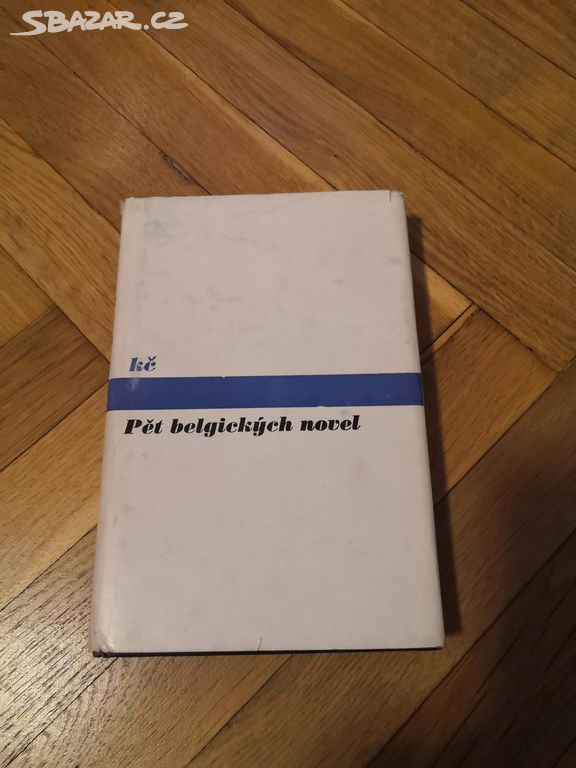 SBAZAR.CZ
kč
Pět belgických novel